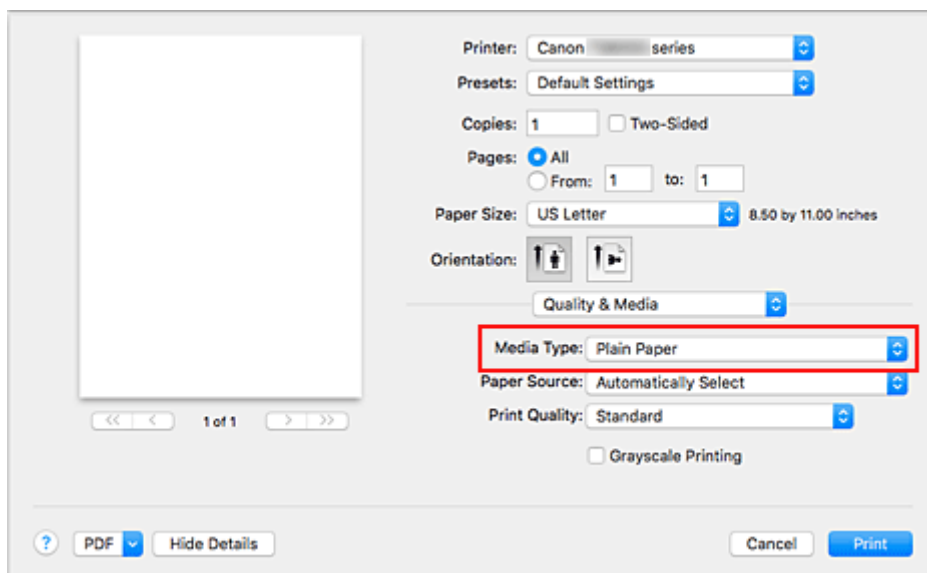 Printer: Canon series
Presets: Default Settings
Copies: 1 Two-Sided
Pages: All
From: 1 to: 1
Paper Size: US Letter 8.50 by 11.00 inches
Orientation:
Quality & Media
Media Type: Plain Paper
Paper Source: Automatically Select
Print Quality: Standard
Grayscale Printing
<< < 1 of 1 > >>
? PDF Hide Details Cancel Print